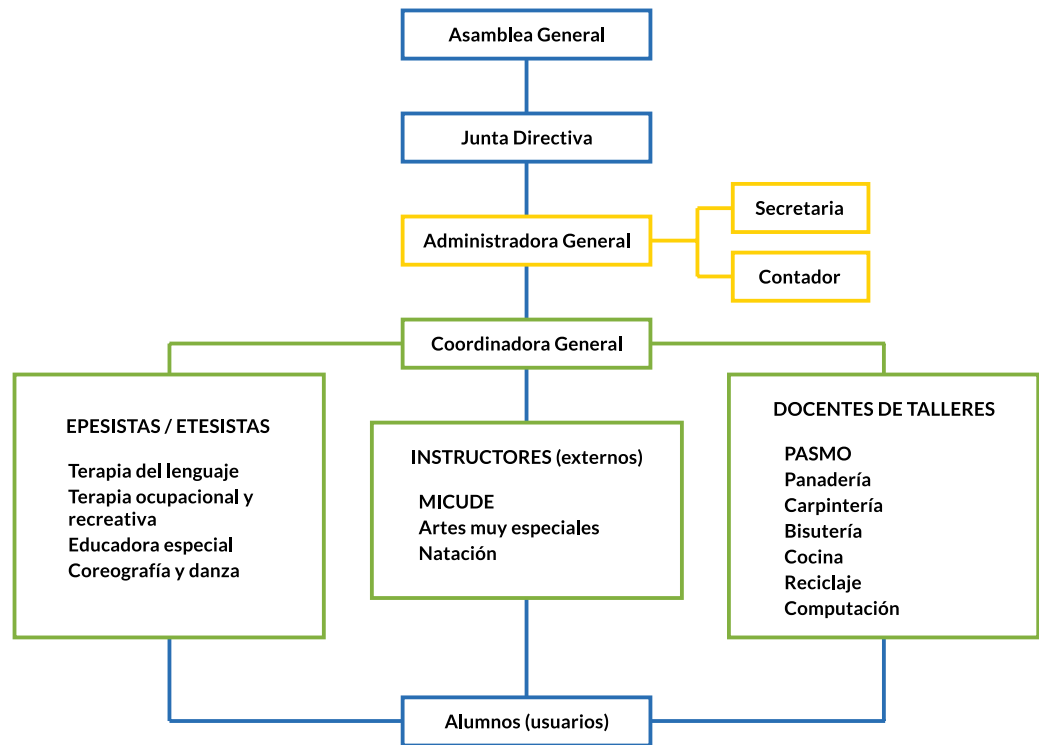 Asamblea General
Junta Directiva
Administradora General
Secretaria
Contador
Coordinadora General
EPESISTAS / ETESISTAS
Terapia del lenguaje
Terapia ocupacional y
recreativa
Educadora especial
Coreografía y danza
INSTRUCTORES (externos)
MICUDE
Artes muy especiales
Natación
DOCENTES DE TALLERES
PASMO
Panadería
Carpintería
Bisutería
Cocina
Reciclaje
Computación
Alumnos (usuarios)